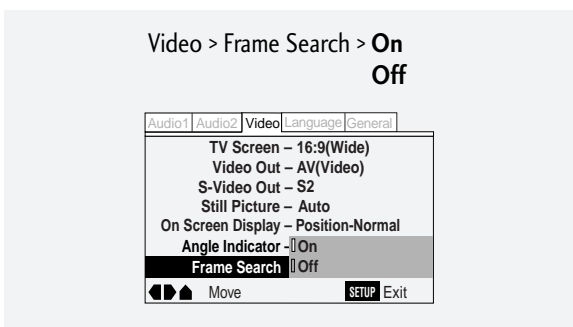 Video > Frame Search > On
Off
Audio1 Audio2 Video Language General
TV Screen – 16:9(Wide)
Video Out – AV(Video)
S-Video Out – S2
Still Picture – Auto
On Screen Display – Position-Normal
Angle Indicator - On
Frame Search Off
Move SETUP Exit